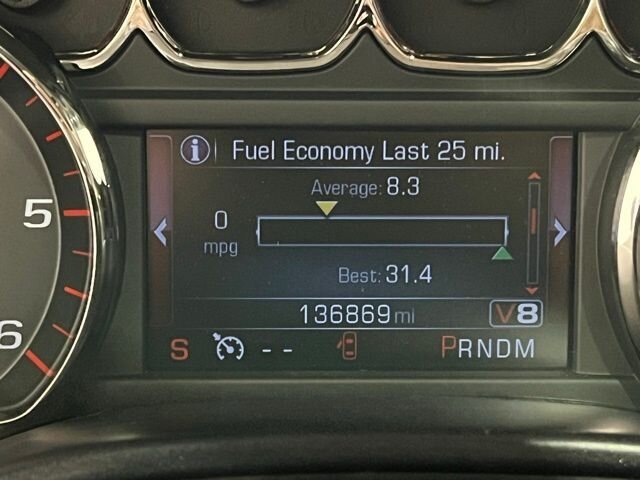 i Fuel Economy Last 25 mi.
Average: 8.3
0
mpg
Best: 31.4
136869 mi
V8
S -- PRNDM
5
6